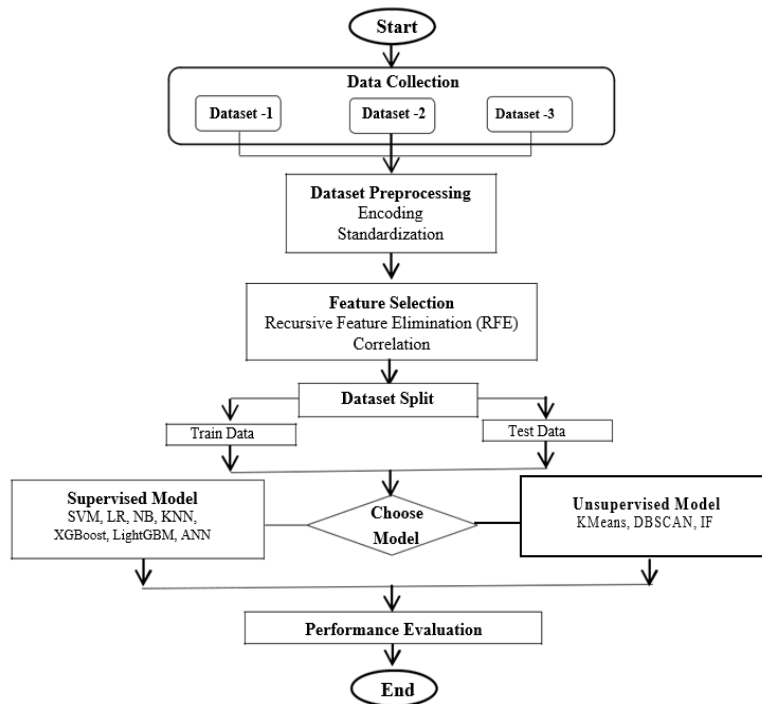 Start
Data Collection
Dataset -1
Dataset -2
Dataset -3
Dataset Preprocessing
Encoding
Standardization
Feature Selection
Recursive Feature Elimination (RFE)
Correlation
Dataset Split
Train Data
Test Data
Supervised Model
SVM, LR, NB, KNN,
XGBoost, LightGBM, ANN
Choose
Model
Unsupervised Model
KMeans, DBSCAN, IF
Performance Evaluation
End